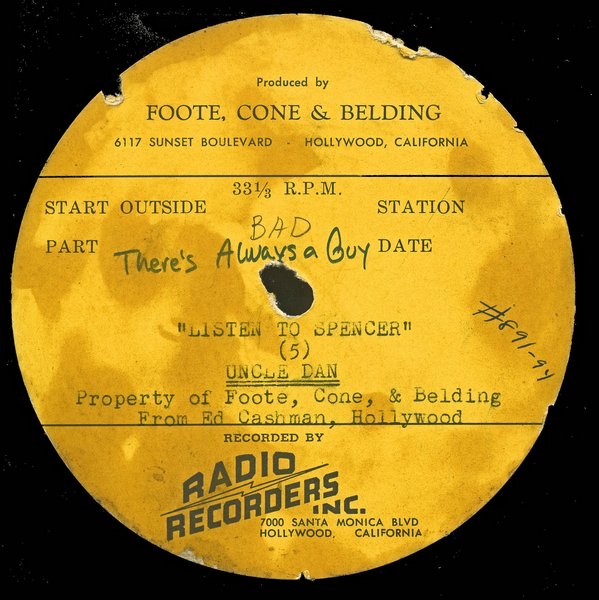 Produced by
FOOTE, CONE & BELDING
6117 SUNSET BOULEVARD - HOLLYWOOD, CALIFORNIA
33⅓ R.P.M.
START OUTSIDE STATION
BAD
PART There's Always a Guy DATE
#891-94
"LISTEN TO SPENCER"
(5)
UNCLE DAN
Property of Foote, Cone, & Belding
From Ed Cashman, Hollywood
RECORDED BY
RADIO
RECORDERS
INC.
7000 SANTA MONICA BLVD
HOLLYWOOD, CALIFORNIA